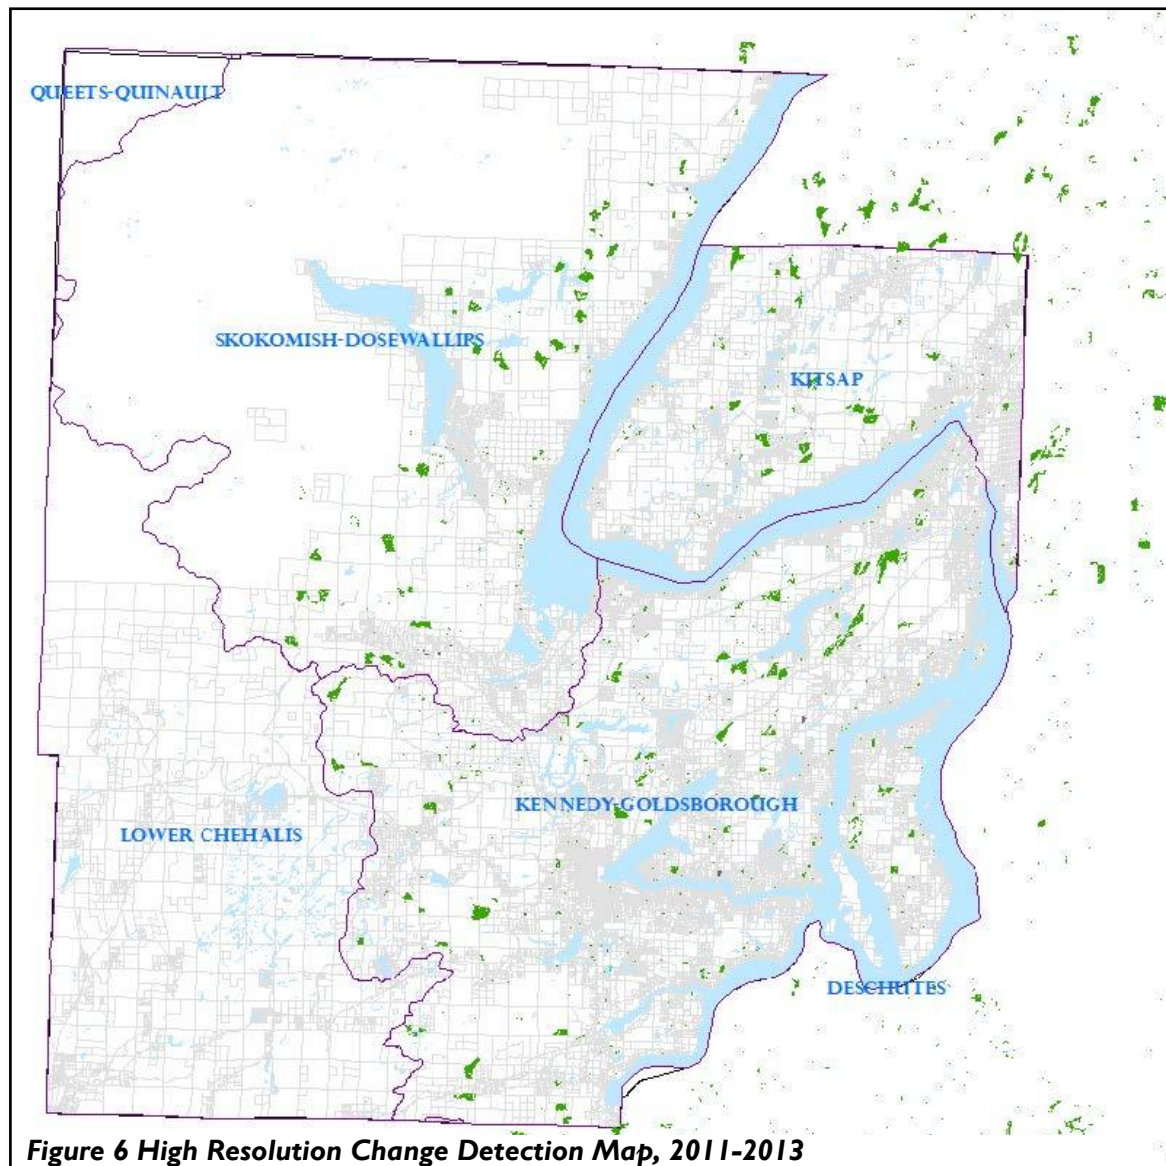 QUEETS-QUINAULT
SKOKOMISH-DOSEWALLIPS
KITSAP
KENNEDY-GOLDSBOROUGH
LOWER CHEHALIS
DESCHUTES
Figure 6 High Resolution Change Detection Map, 2011-2013